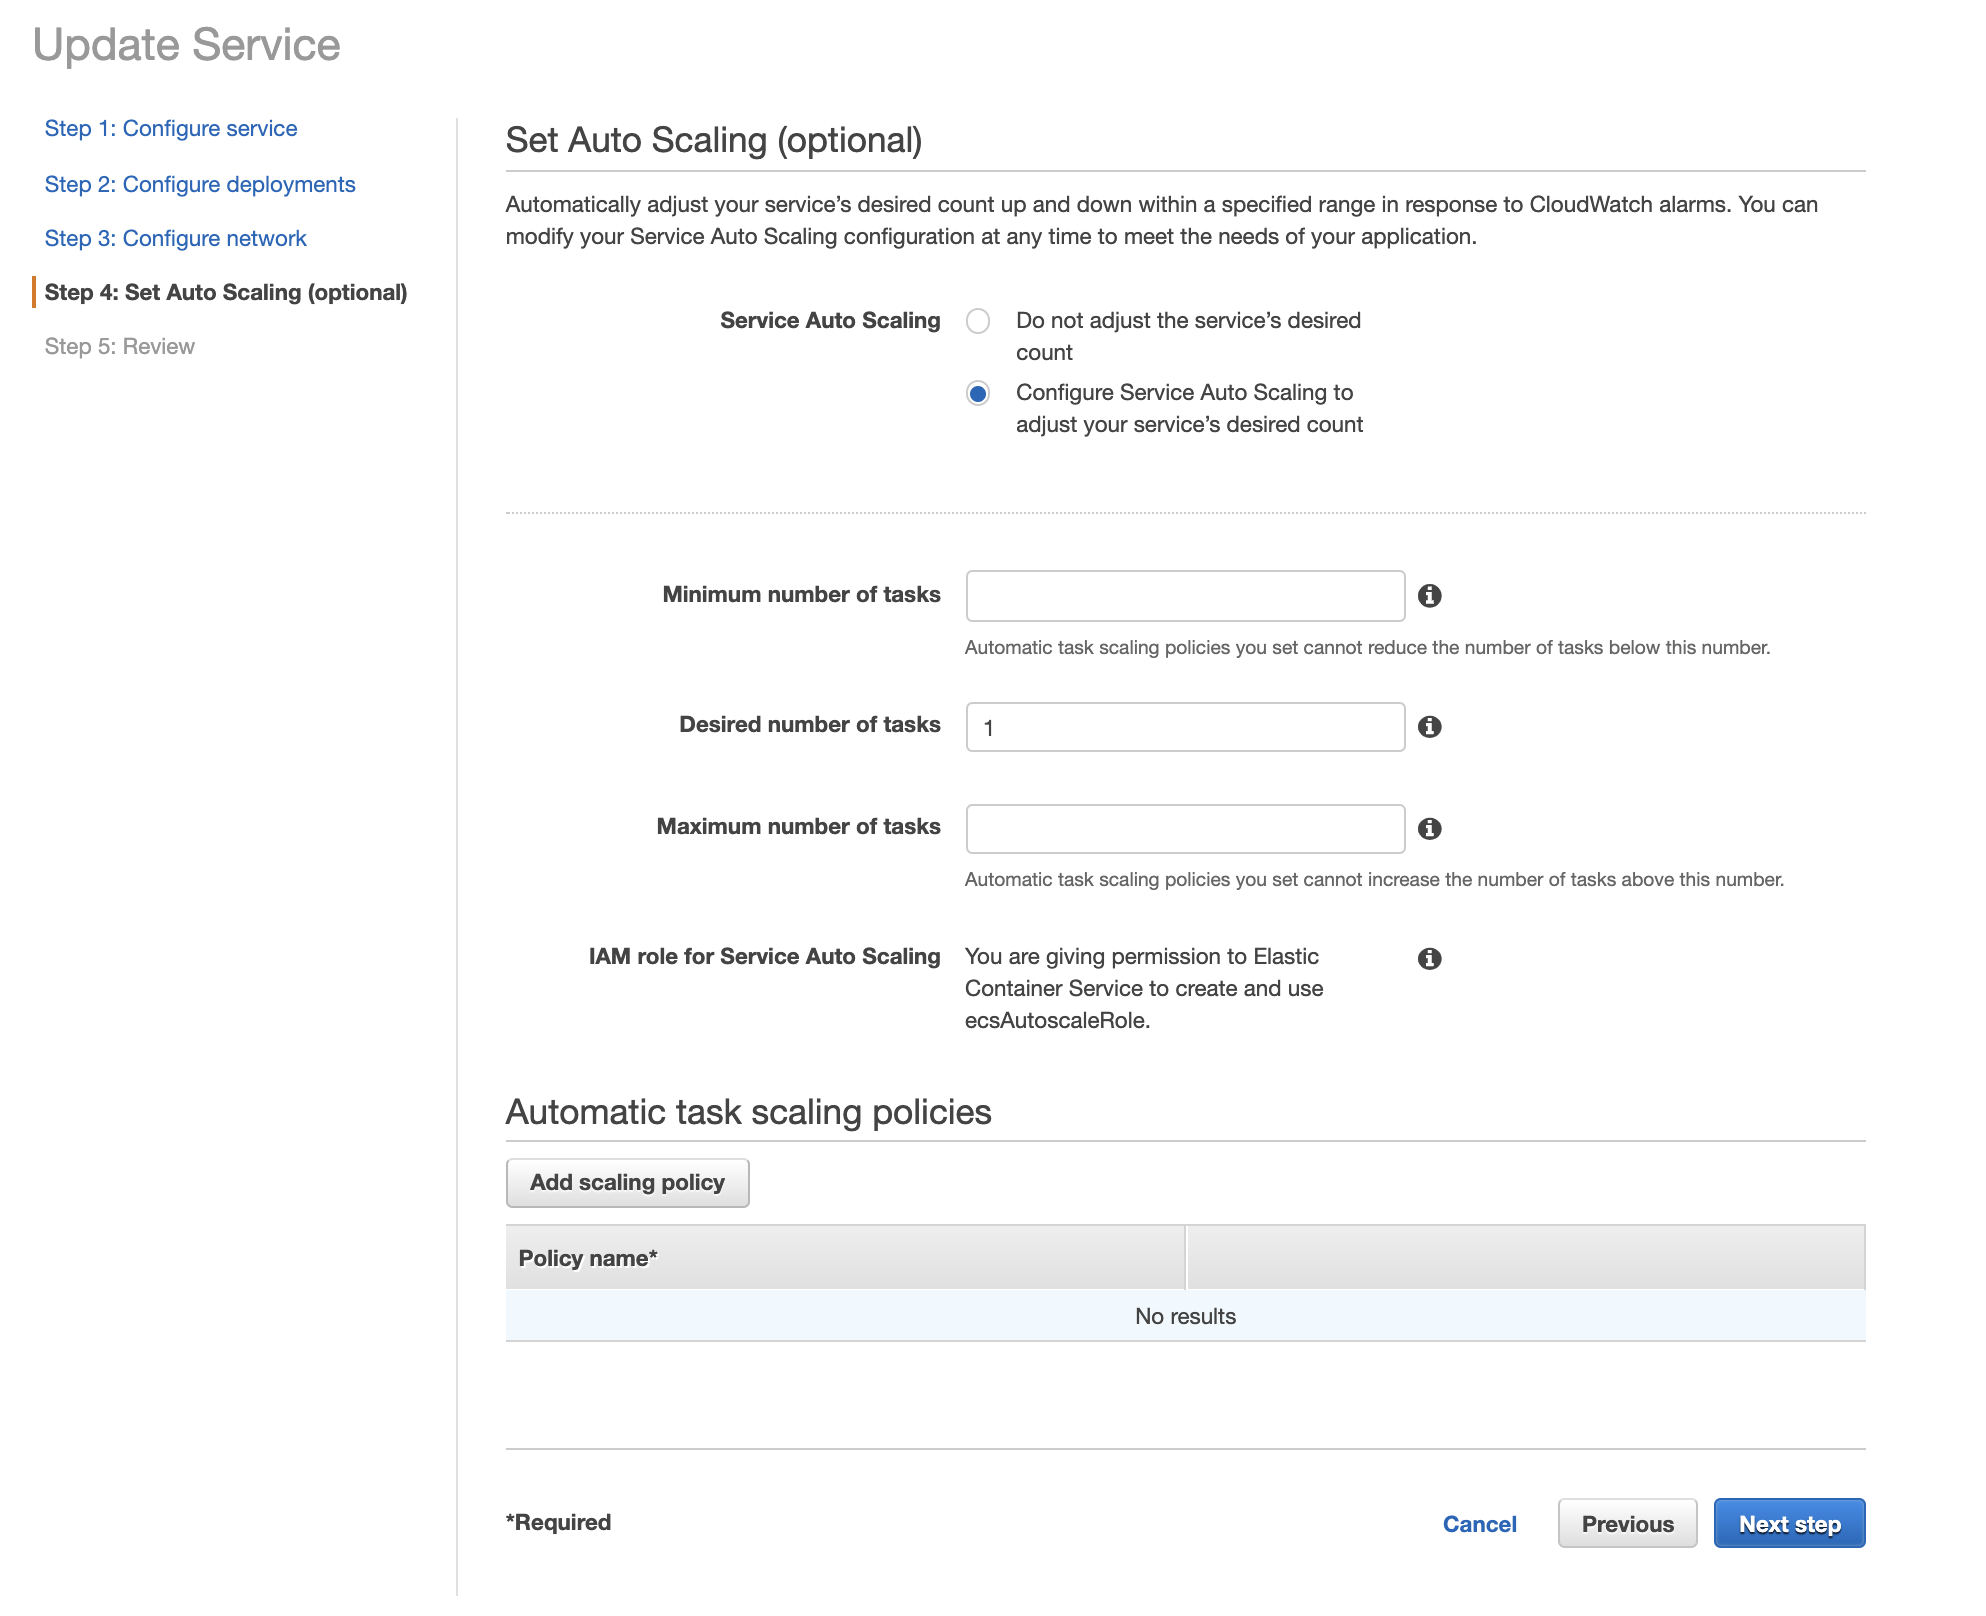 Update Service
Step 1: Configure service
Step 2: Configure deployments
Step 3: Configure network
Step 4: Set Auto Scaling (optional)
Step 5: Review
Set Auto Scaling (optional)
Automatically adjust your service’s desired count up and down within a specified range in response to CloudWatch alarms. You can
modify your Service Auto Scaling configuration at any time to meet the needs of your application.
Service Auto Scaling
Do not adjust the service’s desired
count
Configure Service Auto Scaling to
adjust your service’s desired count
Minimum number of tasks
Automatic task scaling policies you set cannot reduce the number of tasks below this number.
Desired number of tasks
1
Maximum number of tasks
Automatic task scaling policies you set cannot increase the number of tasks above this number.
IAM role for Service Auto Scaling
You are giving permission to Elastic
Container Service to create and use
ecsAutoscaleRole.
Automatic task scaling policies
Add scaling policy
Policy name*
No results
*Required
Cancel
Previous
Next step